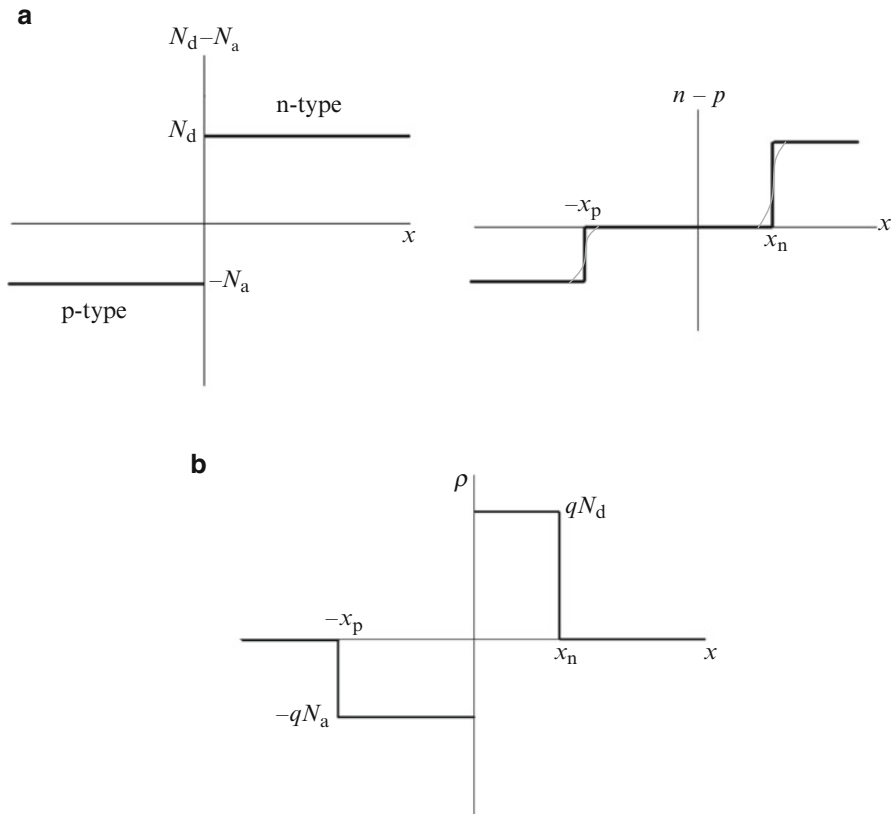 a
N_d–N_a
n-type
N_d
x
–N_a
p-type
n – p
–x_p
x_n
x
b
ρ
qN_d
–x_p
x_n
x
–qN_a